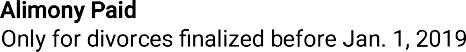 Alimony Paid
Only for divorces finalized before Jan. 1, 2019